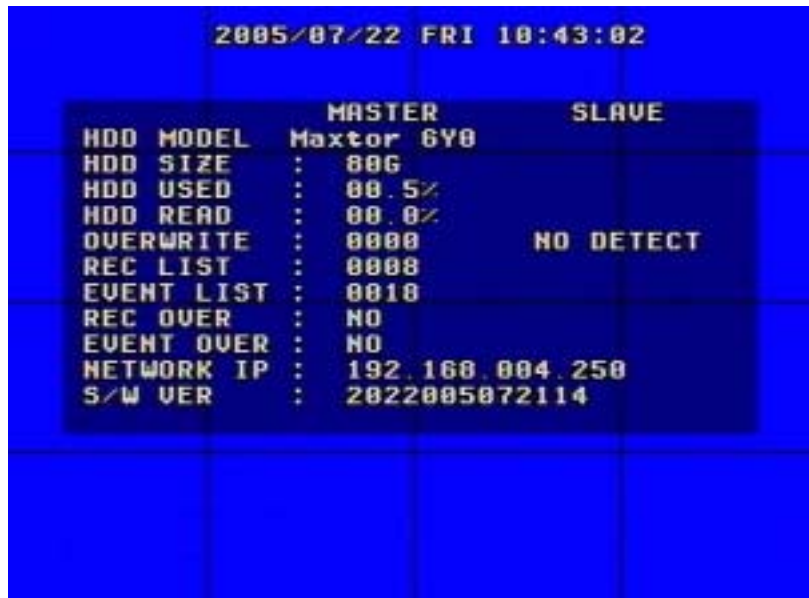 2005/07/22 FRI 10:43:02
MASTER SLAVE
HDD MODEL Maxtor 6Y0
HDD SIZE : 80G
HDD USED : 00.5%
HDD READ : 00.0%
OVERWRITE : 0000 NO DETECT
REC LIST : 0008
EVENT LIST : 0018
REC OVER : NO
EVENT OVER : NO
NETWORK IP : 192.168.004.250
S/W VER : 2022005072114